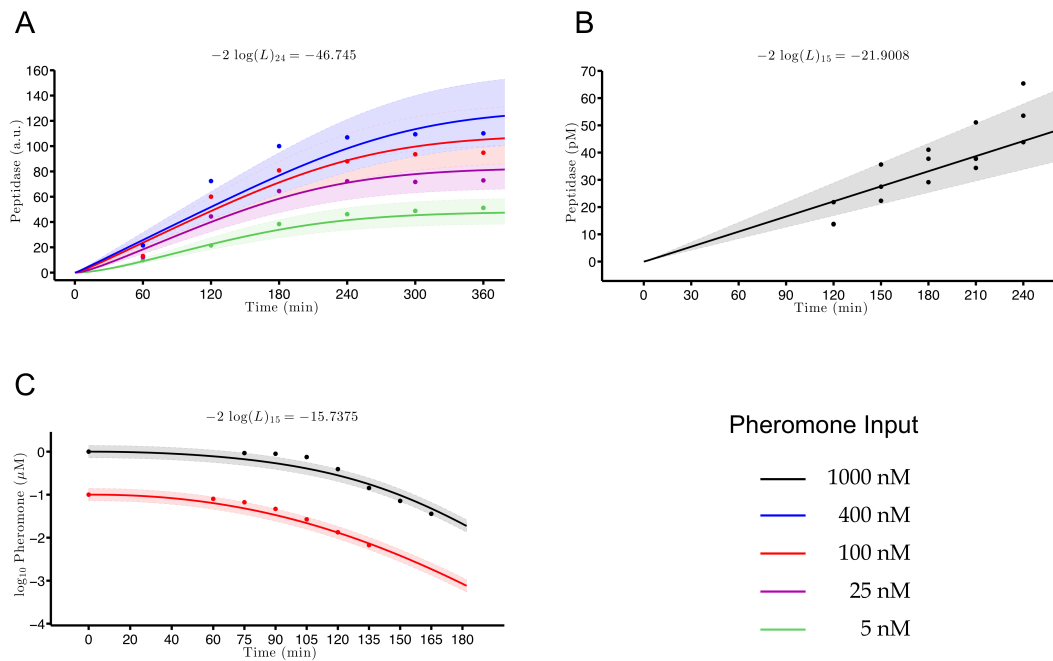 A
−2 log(L)₂₄ = −46.745
Peptidase (a.u.)
160
140
120
100
80
60
40
20
0
0 60 120 180 240 300 360
Time (min)
B
−2 log(L)₁₅ = −21.9008
Peptidase (pM)
70
60
50
40
30
20
10
0
0 30 60 90 120 150 180 210 240
Time (min)
C
−2 log(L)₁₅ = −15.7375
log₁₀ Pheromone (μM)
0
−1
−2
−3
−4
0 20 40 60 75 90 105 120 135 150 165 180
Time (min)
Pheromone Input
1000 nM
400 nM
100 nM
25 nM
5 nM